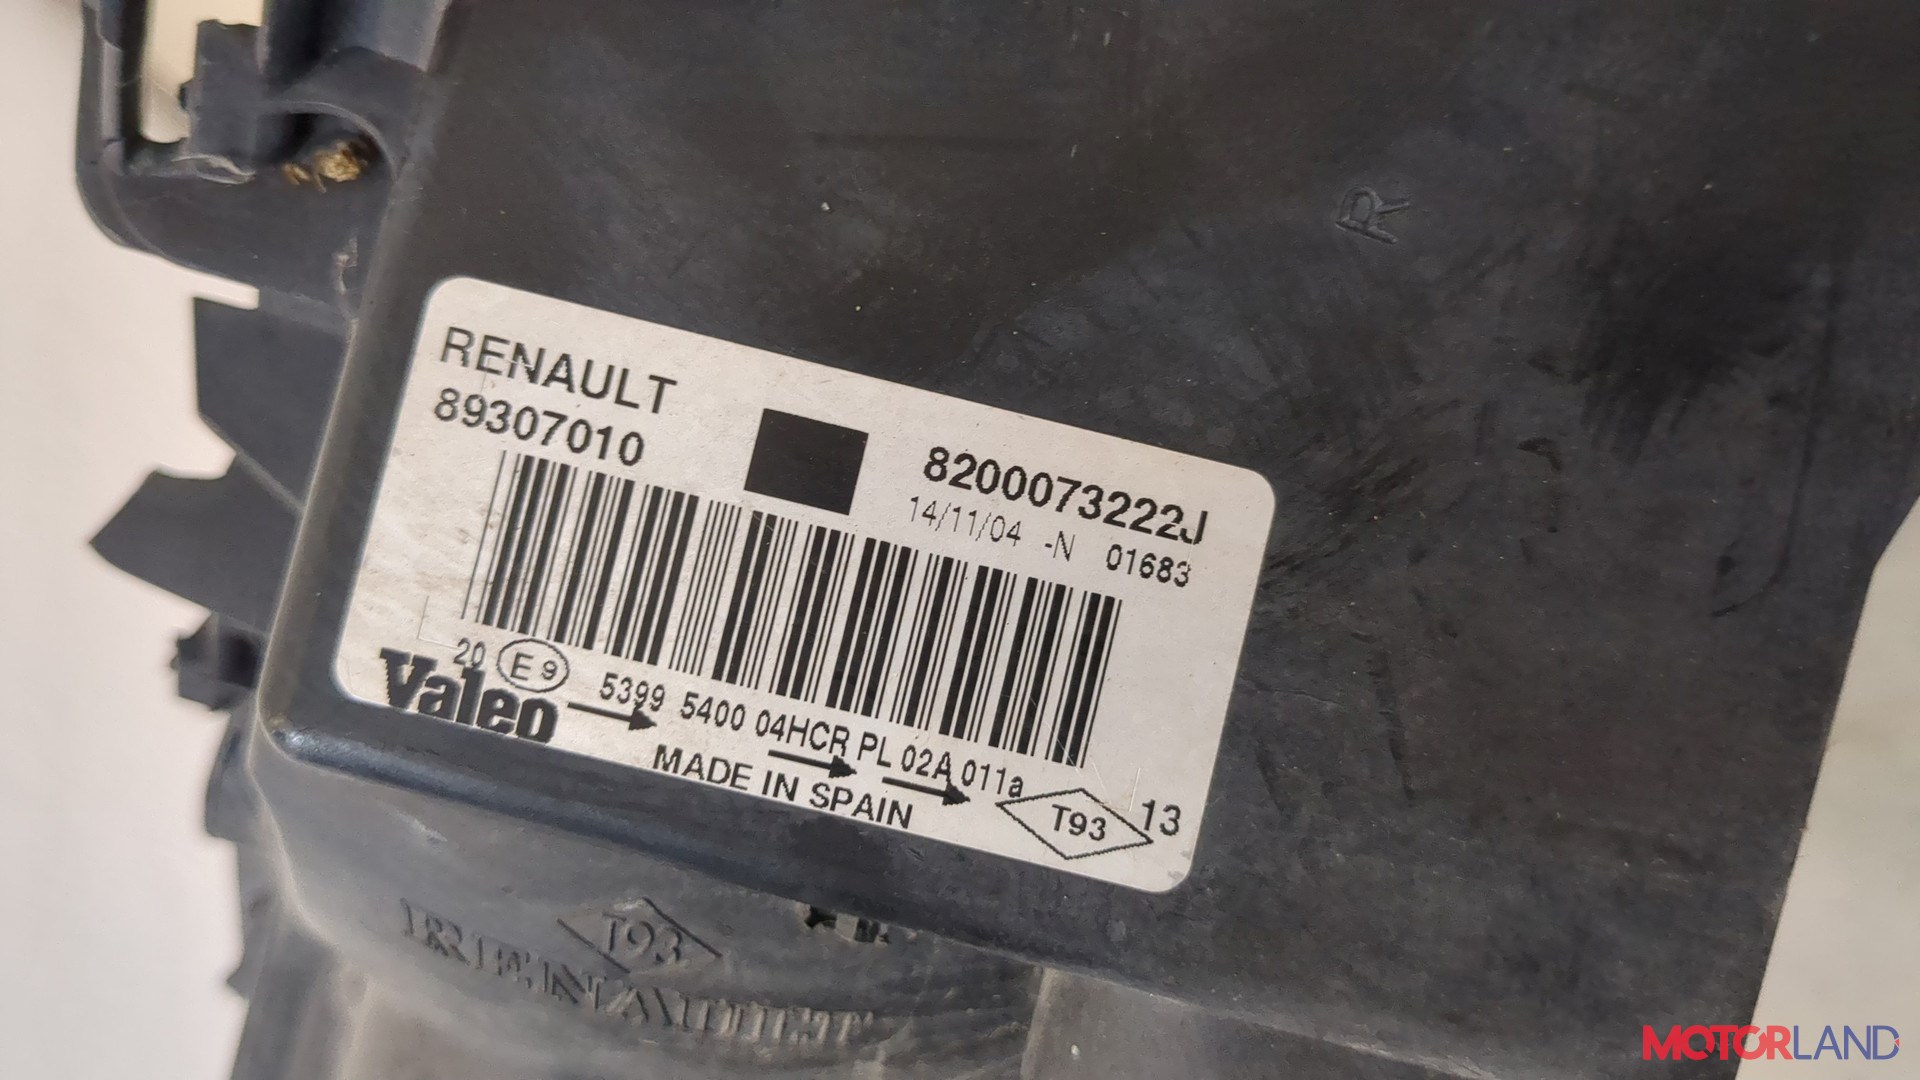 R
RENAULT
89307010
8200073222J
14/11/04 -N 01683
20 E9 5399 5400 04HCR PL 02A 011a
Valeo
MADE IN SPAIN
T93 13
T93
RENAULT
MOTORLAND